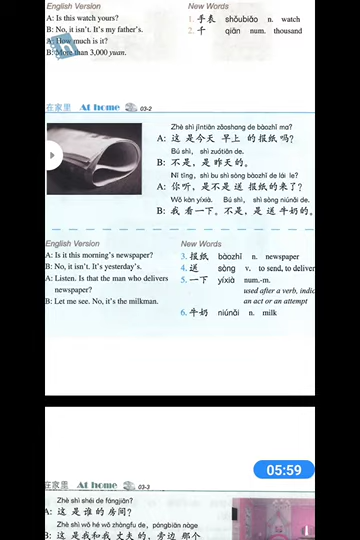 English Version
New Words
A: Is this watch yours?
1. 手表 shǒubiǎo n. watch
B: No, it isn't. It's my father's.
2. 千 qiān num. thousand
A: How much is it?
B: More than 3,000 yuan.
在家里 At home 03-2
Zhè shì jīntiān zǎoshang de bàozhǐ ma?
A: 这是今天早上的报纸吗?
Bú shì, shì zuótiān de.
B: 不是,是昨天的。
Nǐ tīng, shì bu shì sòng bàozhǐ de lái le?
A: 你听,是不是送报纸的来了?
Wǒ kàn yíxià. Bú shì, shì sòng niúnǎi de.
B: 我看一下。不是,是送牛奶的。
English Version
New Words
A: Is it this morning's newspaper?
3. 报纸 bàozhǐ n. newspaper
B: No, it isn't. It's yesterday's.
4. 送 sòng v. to send, to deliver
A: Listen. Is that the man who delivers
5. 一下 yíxià num.-m.
newspaper?
used after a verb, indic
B: Let me see. No, it's the milkman.
an act or an attempt
6. 牛奶 niúnǎi n. milk
05:59
在家里 At home 03-3
Zhè shì shéi de fángjiān?
A: 这是谁的房间?
Zhè shì wǒ hé wǒ zhàngfu de, pángbiān nàge
B: 这是我和我丈夫的,旁边那个